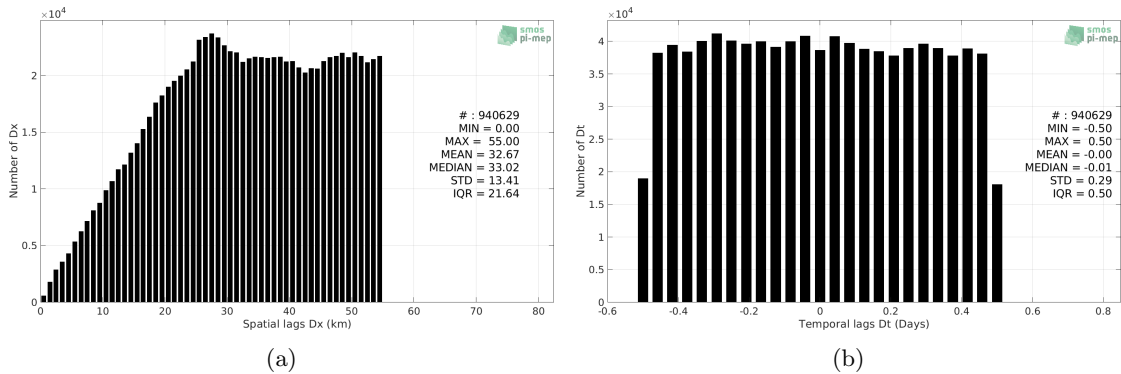 ×10⁴
2
1.5
1
0.5
0
Number of Dx
0 10 20 30 40 50 60 70 80
Spatial lags Dx (km)
smos
pi-mep
# : 940629
MIN = 0.00
MAX = 55.00
MEAN = 32.67
MEDIAN = 33.02
STD = 13.41
IQR = 21.64
(a)
×10⁴
4
3.5
3
2.5
2
1.5
1
0.5
0
Number of Dt
-0.6 -0.4 -0.2 0 0.2 0.4 0.6 0.8
Temporal lags Dt (Days)
smos
pi-mep
# : 940629
MIN = -0.50
MAX = 0.50
MEAN = -0.00
MEDIAN = -0.01
STD = 0.29
IQR = 0.50
(b)